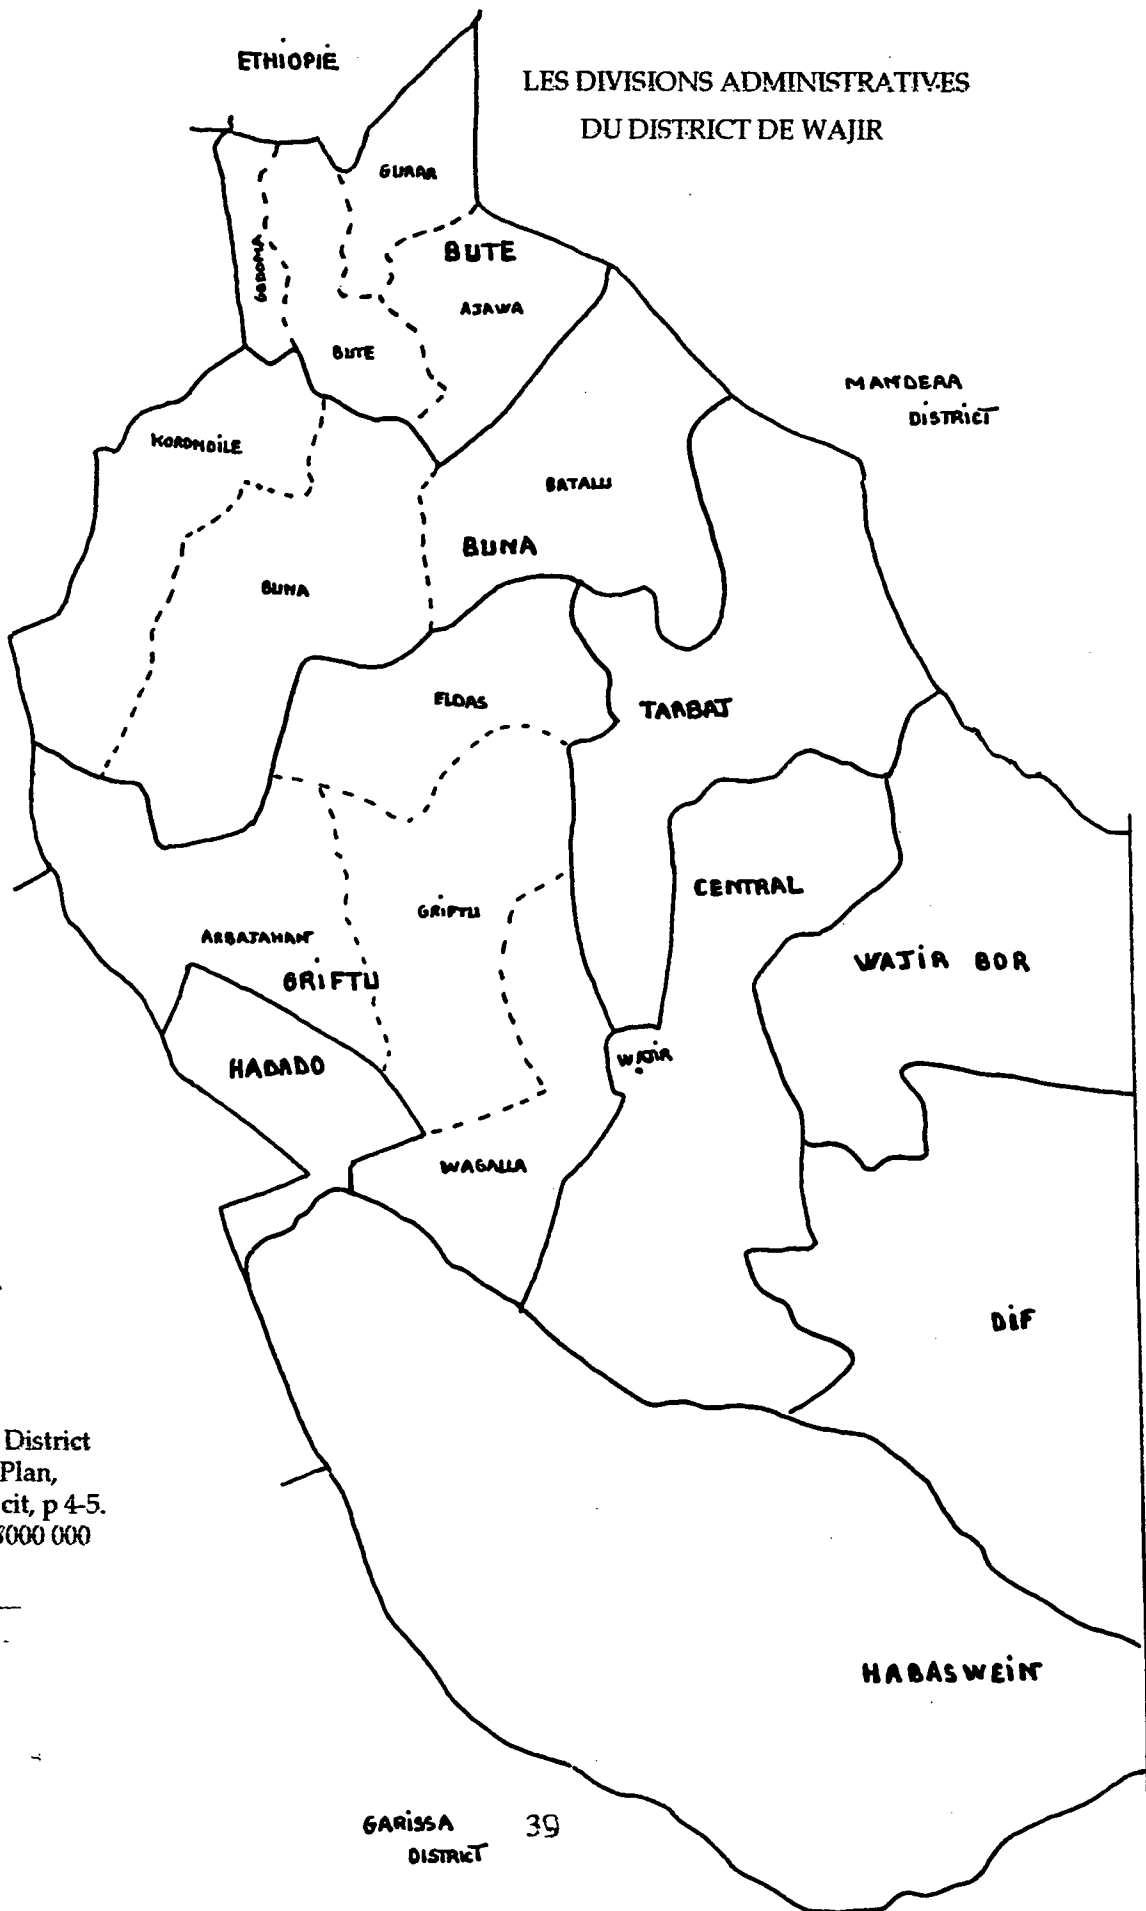 ETHIOPIE
LES DIVISIONS ADMINISTRATIVES
DU DISTRICT DE WAJIR
GURAR
GODOMA
BUTE
AJAWA
BUTE
MANDERA
DISTRICT
KORONDILE
BATALU
BUNA
BUNA
ELDAS
TARBAJ
CENTRAL
GRIFTU
ARBAJAHAN
GRIFTU
WAJIR BOR
WAJIR
HADADO
WAGALLA
DIF
District
Plan,
cit, p 4-5.
000 000
HABASWEIN
GARISSA
DISTRICT
39